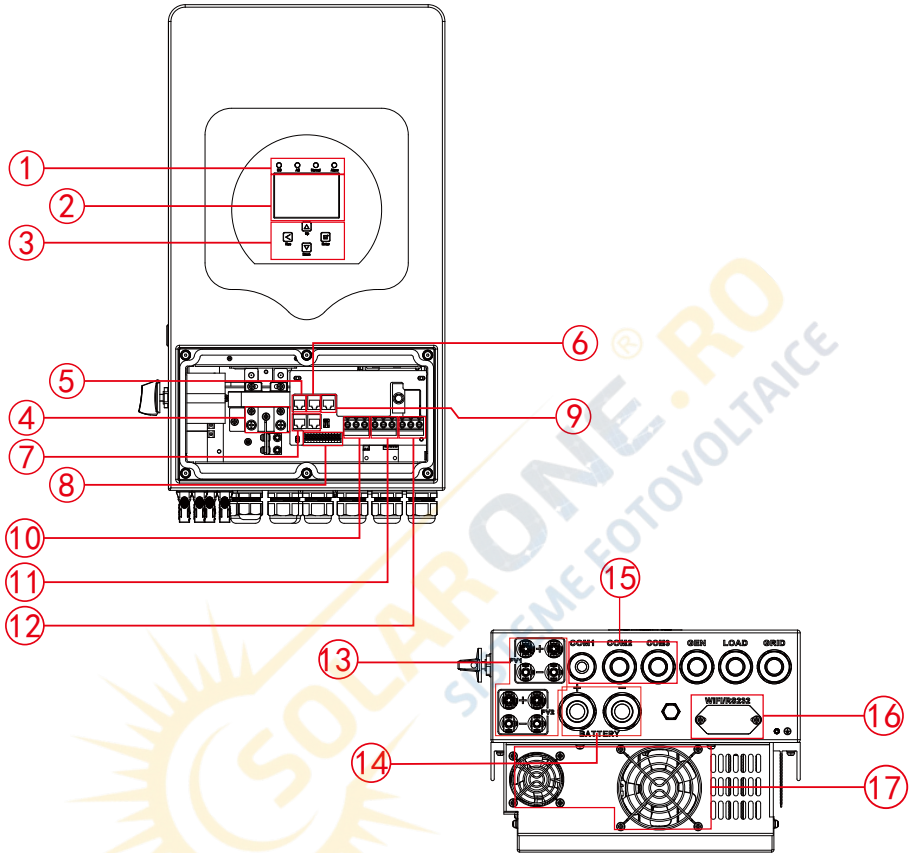 1
2
3
4
5
6
7
8
9
10
11
12
13
14
15
16
17
COM1 COM2 COM3 GEN LOAD GRID
PV1
PV2
+ -
BATTERY
WIFI/RS232
SOLARONE.RO
®
SISTEME FOTOVOLTAICE